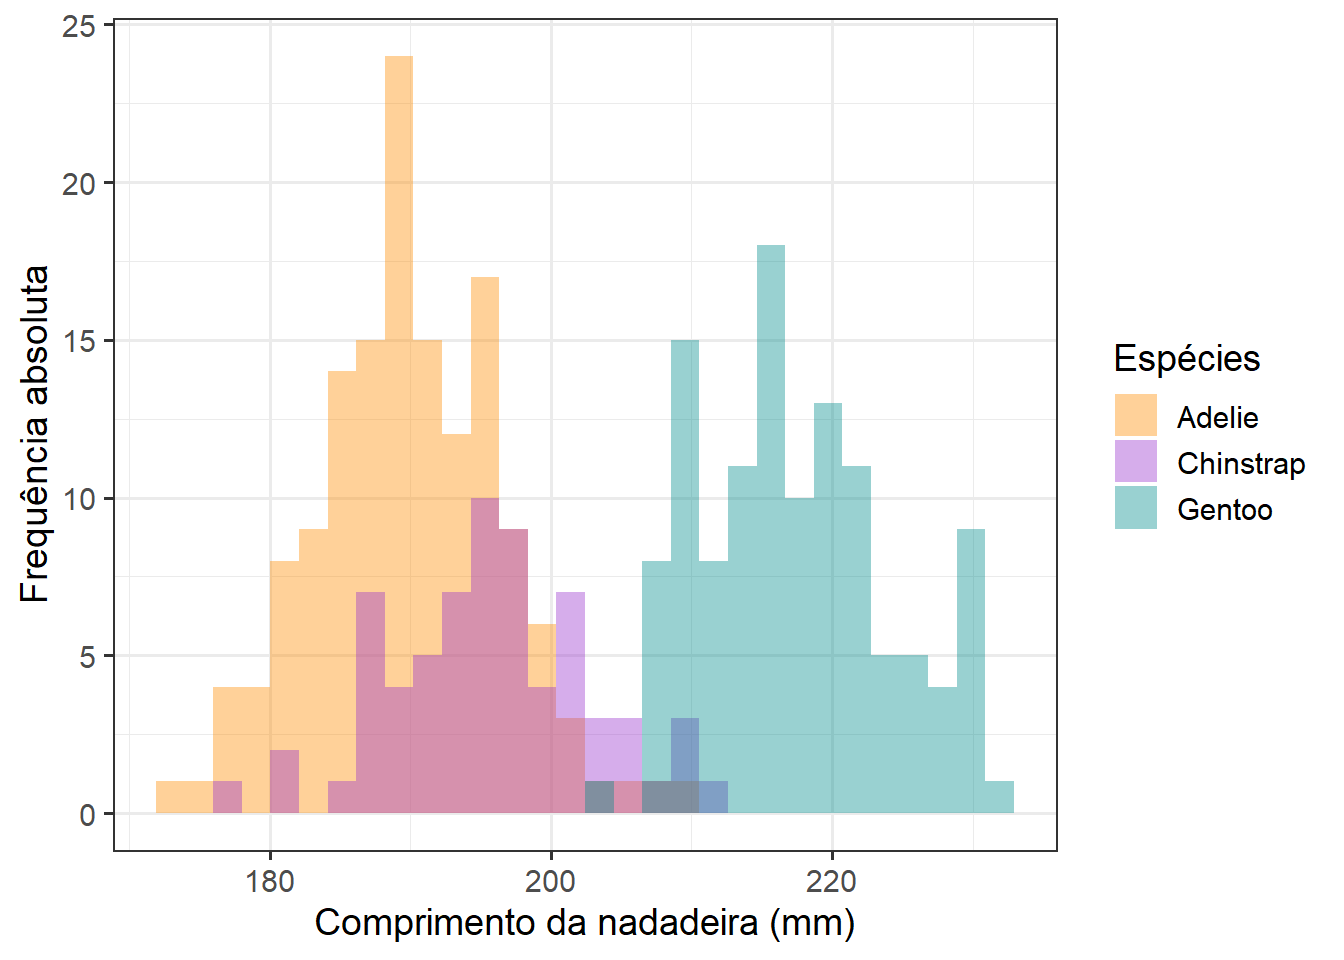 25
20
15
10
5
0
Frequência absoluta
180
200
220
Comprimento da nadadeira (mm)
Espécies
Adelie
Chinstrap
Gentoo